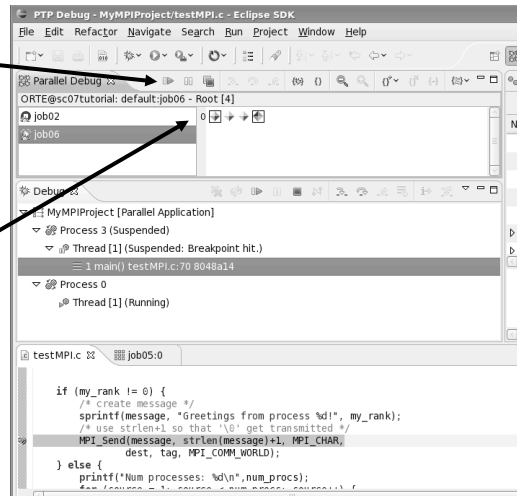 PTP Debug - MyMPIProject/testMPI.c - Eclipse SDK
File Edit Refactor Navigate Search Run Project Window Help
Parallel Debug
ORTE@sc07tutorial: default:job06 - Root [4]
job02
0
job06
N
Debug
MyMPIProject [Parallel Application]
Process 3 (Suspended)
Thread [1] (Suspended: Breakpoint hit.)
1 main() testMPI.c:70 8048a14
Process 0
Thread [1] (Running)
testMPI.c job05:0
if (my_rank != 0) {
/* create message */
sprintf(message, "Greetings from process %d!", my_rank);
/* use strlen+1 so that '\0' get transmitted */
MPI_Send(message, strlen(message)+1, MPI_CHAR,
dest, tag, MPI_COMM_WORLD);
} else {
printf("Num processes: %d\n",num_procs);